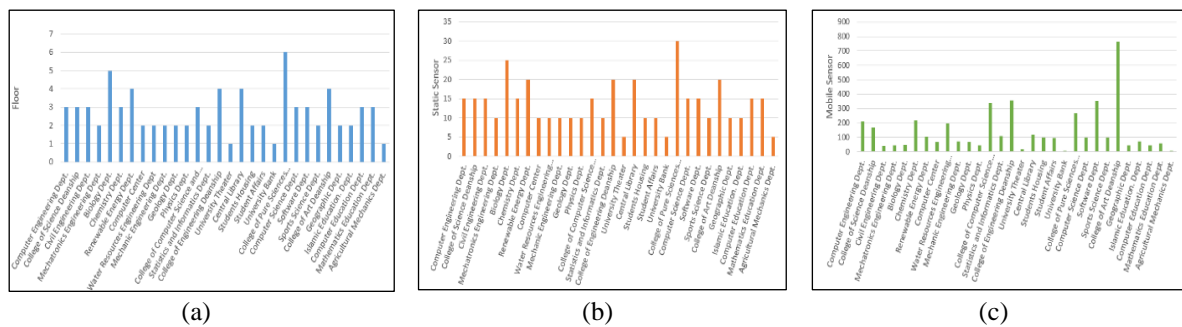 Floor
7
6
5
4
3
2
1
0
Computer Engineering Dept.
College of Science Deanship
Civil Engineering Dept.
Mechatronics Engineering Dept.
Biology Dept.
Chemistry Dept.
Renewable Energy Dept.
Computer Center
Water Resources Engineering Dept
Mechanic Engineering Dept.
Geology Dept.
Physics Dept.
College of Computer Science and…
Statistics and Informatics Dept.
College of Engineering Deanship
University Theater
Central Library
Students Housing
Student Affairs
University Bank
College of Pure Sciences…
Computer Science Dept.
Software Dept.
Sports Science Dept.
College of Art Deanship
Geographic Dept.
Islamic Education. Dept.
Computer Education Dept.
Mathematics Education Dept.
Agricultural Mechanics Dept.
(a)
Static Sensor
35
30
25
20
15
10
5
0
Computer Engineering Dept.
College of Science Deanship
Civil Engineering Dept.
Mechatronics Engineering Dept.
Biology Dept.
Chemistry Dept.
Renewable Energy Dept.
Computer Center
Water Resources Engineering…
Mechanic Engineering Dept.
Geology Dept.
Physics Dept.
College of Computer Science…
Statistics and Informatics Dept.
College of Engineering Deanship
University Theater
Central Library
Students Housing
Student Affairs
University Bank
College of Pure Sciences…
Computer Science Dept.
Software Dept.
Sports Science Dept.
College of Art Deanship
Geographic Dept.
Islamic Education. Dept.
Computer Education Dept.
Mathematics Education Dept.
Agricultural Mechanics Dept.
(b)
Mobile Sensor
900
800
700
600
500
400
300
200
100
0
Computer Engineering Dept.
College of Science Deanship
Civil Engineering Dept.
Mechatronics Engineering Dept.
Biology Dept.
Chemistry Dept.
Renewable Energy Dept.
Computer Center
Water Resources Engineering…
Mechanic Engineering Dept.
Geology Dept.
Physics Dept.
College of Computer Science…
Statistics and Informatics Dept.
College of Engineering Deanship
University Theater
Central Library
Students Housing
Student Affairs
University Bank
College of Pure Sciences…
Computer Science Dept.
Software Dept.
Sports Science Dept.
College of Art Deanship
Geographic Dept.
Islamic Education. Dept.
Computer Education Dept.
Mathematics Education Dept.
Agricultural Mechanics Dept.
(c)